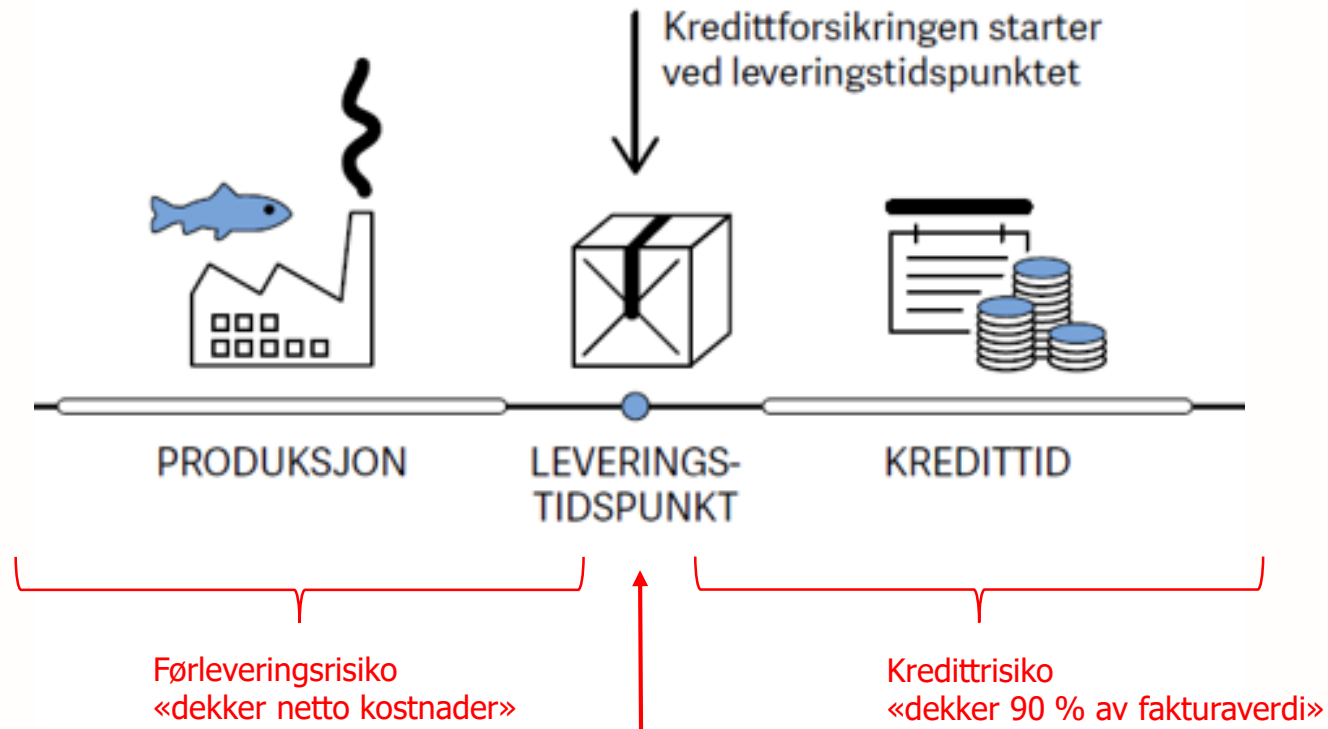 Kredittforsikringen starter
ved leveringstidspunktet
PRODUKSJON
LEVERINGS-
TIDSPUNKT
KREDITTID
Førleveringsrisiko
«dekker netto kostnader»
Kredittrisiko
«dekker 90 % av fakturaverdi»